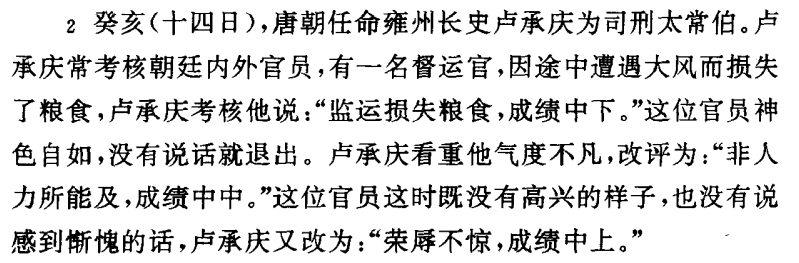 2 癸亥(十四日),唐朝任命雍州长史卢承庆为司刑太常伯。卢
承庆常考核朝廷内外官员,有一名督运官,因途中遭遇大风而损失
了粮食,卢承庆考核他说:“监运损失粮食,成绩中下。”这位官员神
色自如,没有说话就退出。卢承庆看重他气度不凡,改评为:“非人
力所能及,成绩中中。”这位官员这时既没有高兴的样子,也没有说
感到惭愧的话,卢承庆又改为:“荣辱不惊,成绩中上。”